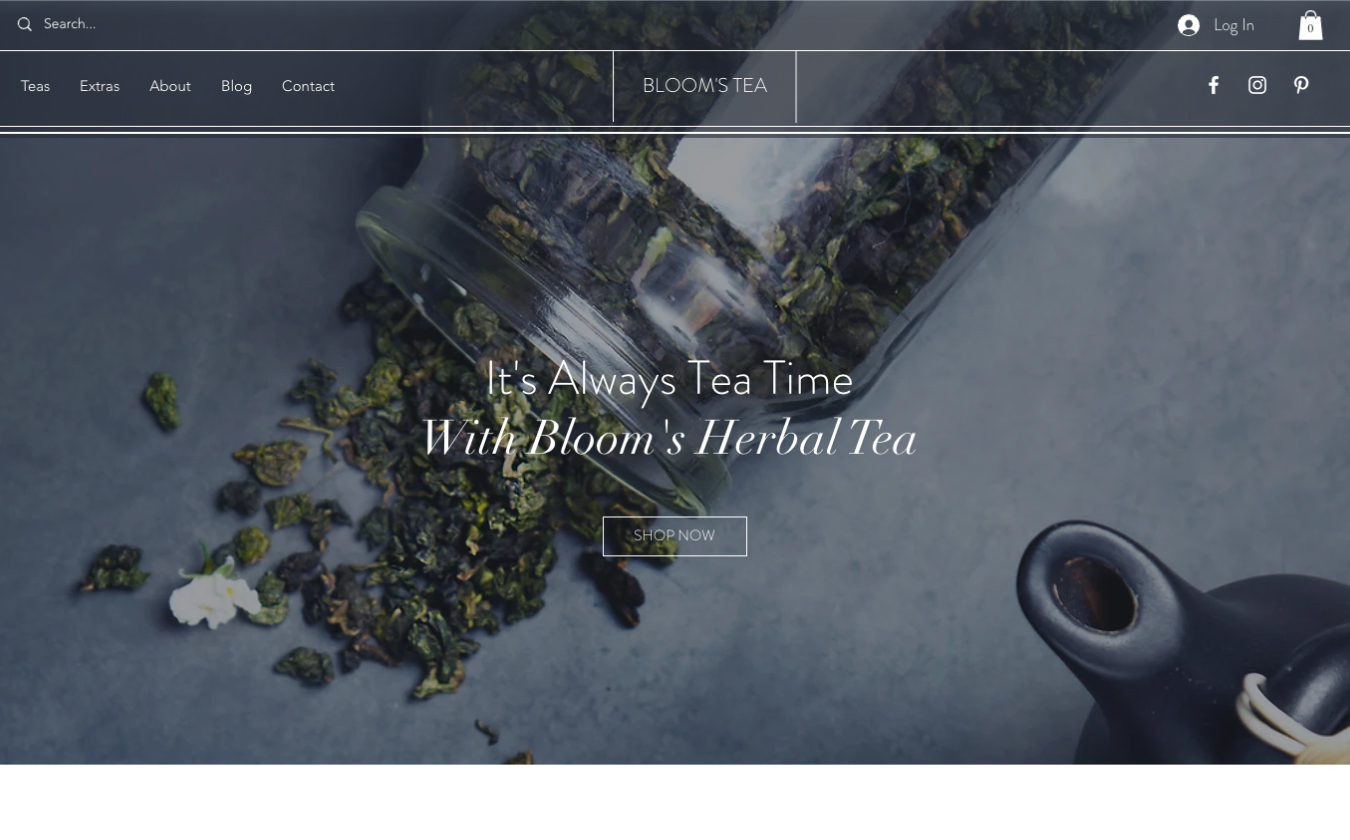 Search...
Log In
0
Teas
Extras
About
Blog
Contact
BLOOM'S TEA
It's Always Tea Time
With Bloom's Herbal Tea
SHOP NOW